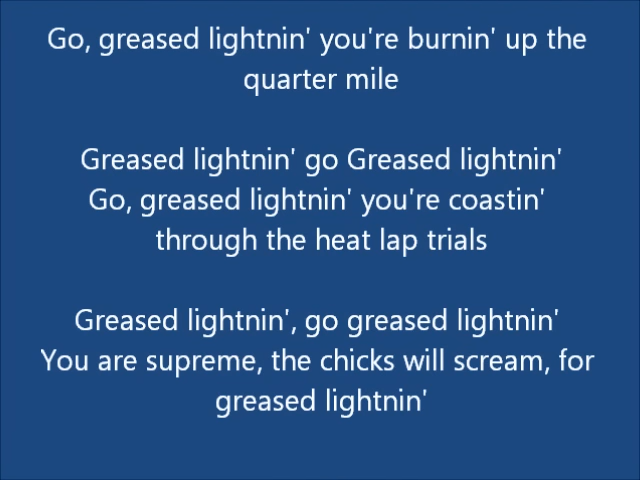 Go, greased lightnin' you're burnin' up the
quarter mile
Greased lightnin' go Greased lightnin'
Go, greased lightnin' you're coastin'
through the heat lap trials
Greased lightnin', go greased lightnin'
You are supreme, the chicks will scream, for
greased lightnin'